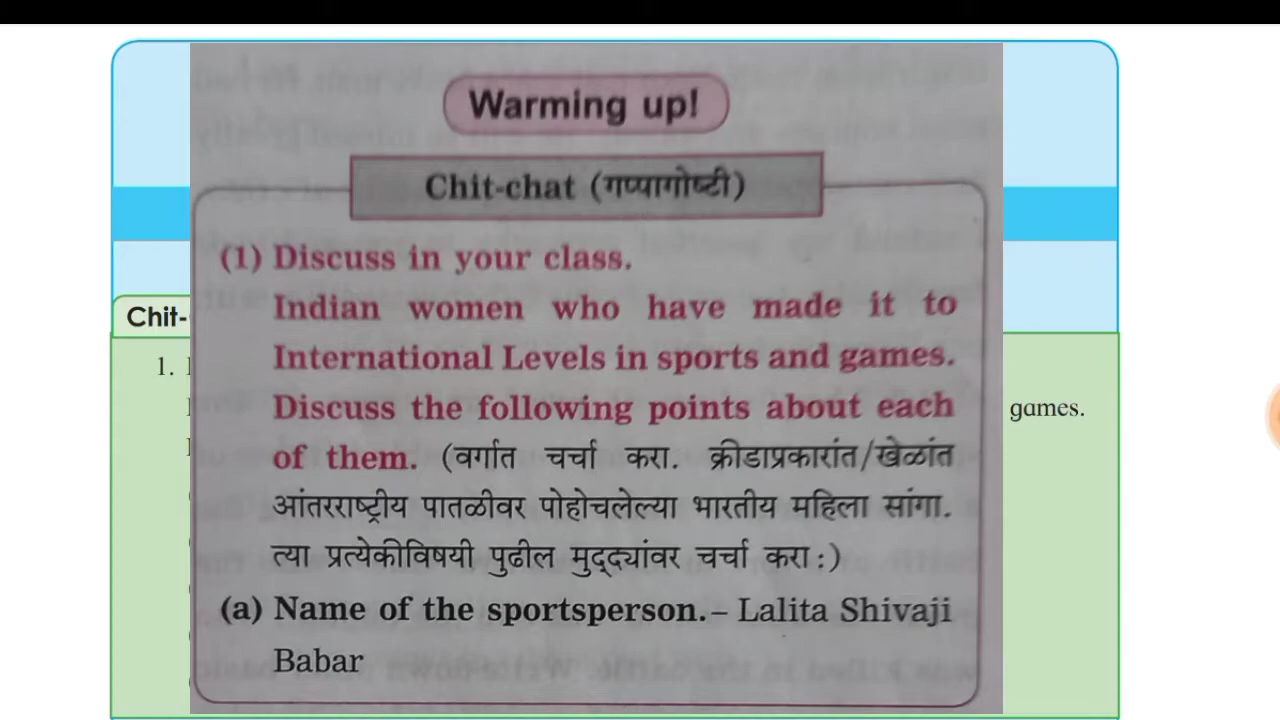 Warming up!
Chit-chat (गप्पागोष्टी)
(1) Discuss in your class.
Indian women who have made it to
International Levels in sports and games.
Discuss the following points about each
of them. (वर्गात चर्चा करा. क्रीडाप्रकारांत/खेळांत
आंतरराष्ट्रीय पातळीवर पोहोचलेल्या भारतीय महिला सांगा.
त्या प्रत्येकीविषयी पुढील मुद्द्यांवर चर्चा करा:)
(a) Name of the sportsperson.– Lalita Shivaji
Babar
Chit-
1.
games.